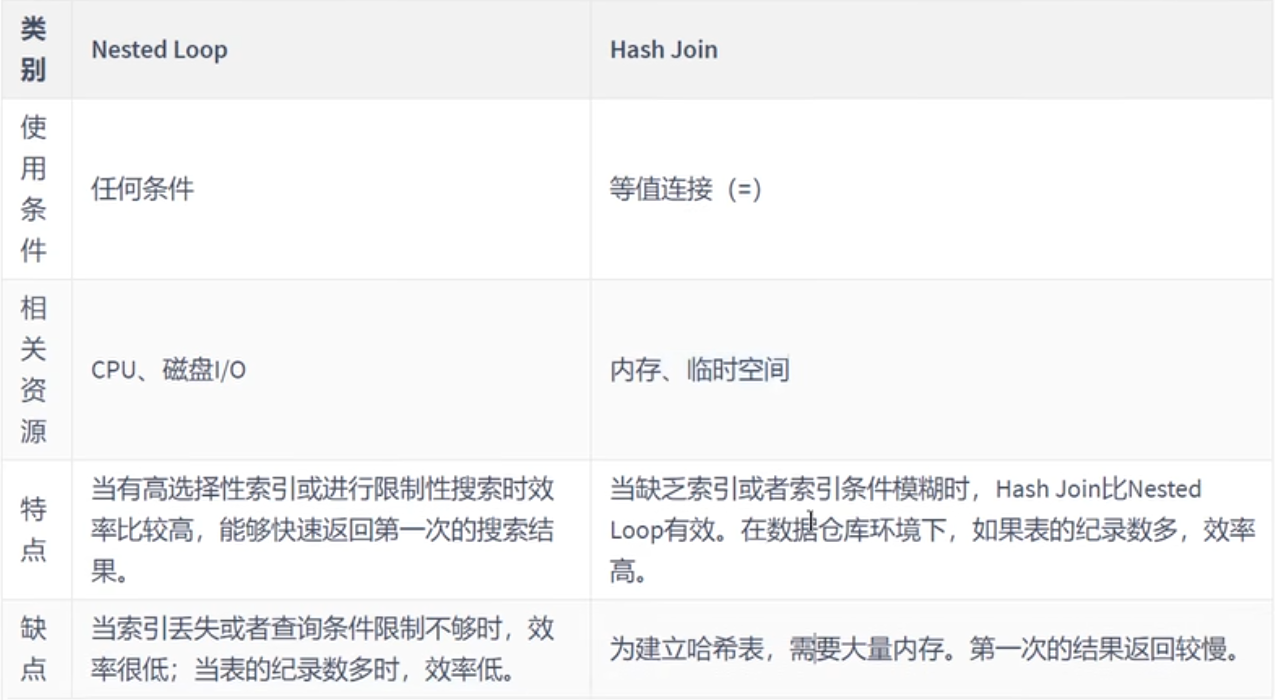 类别
Nested Loop
Hash Join
使用条件
任何条件
等值连接（=）
相关资源
CPU、磁盘I/O
内存、临时空间
特点
当有高选择性索引或进行限制性搜索时效
率比较高，能够快速返回第一次的搜索结
果。
当缺乏索引或者索引条件模糊时，Hash Join比Nested
Loop有效。在数据仓库环境下，如果表的纪录数多，效率
高。
缺点
当索引丢失或者查询条件限制不够时，效
率很低；当表的纪录数多时，效率低。
为建立哈希表，需要大量内存。第一次的结果返回较慢。